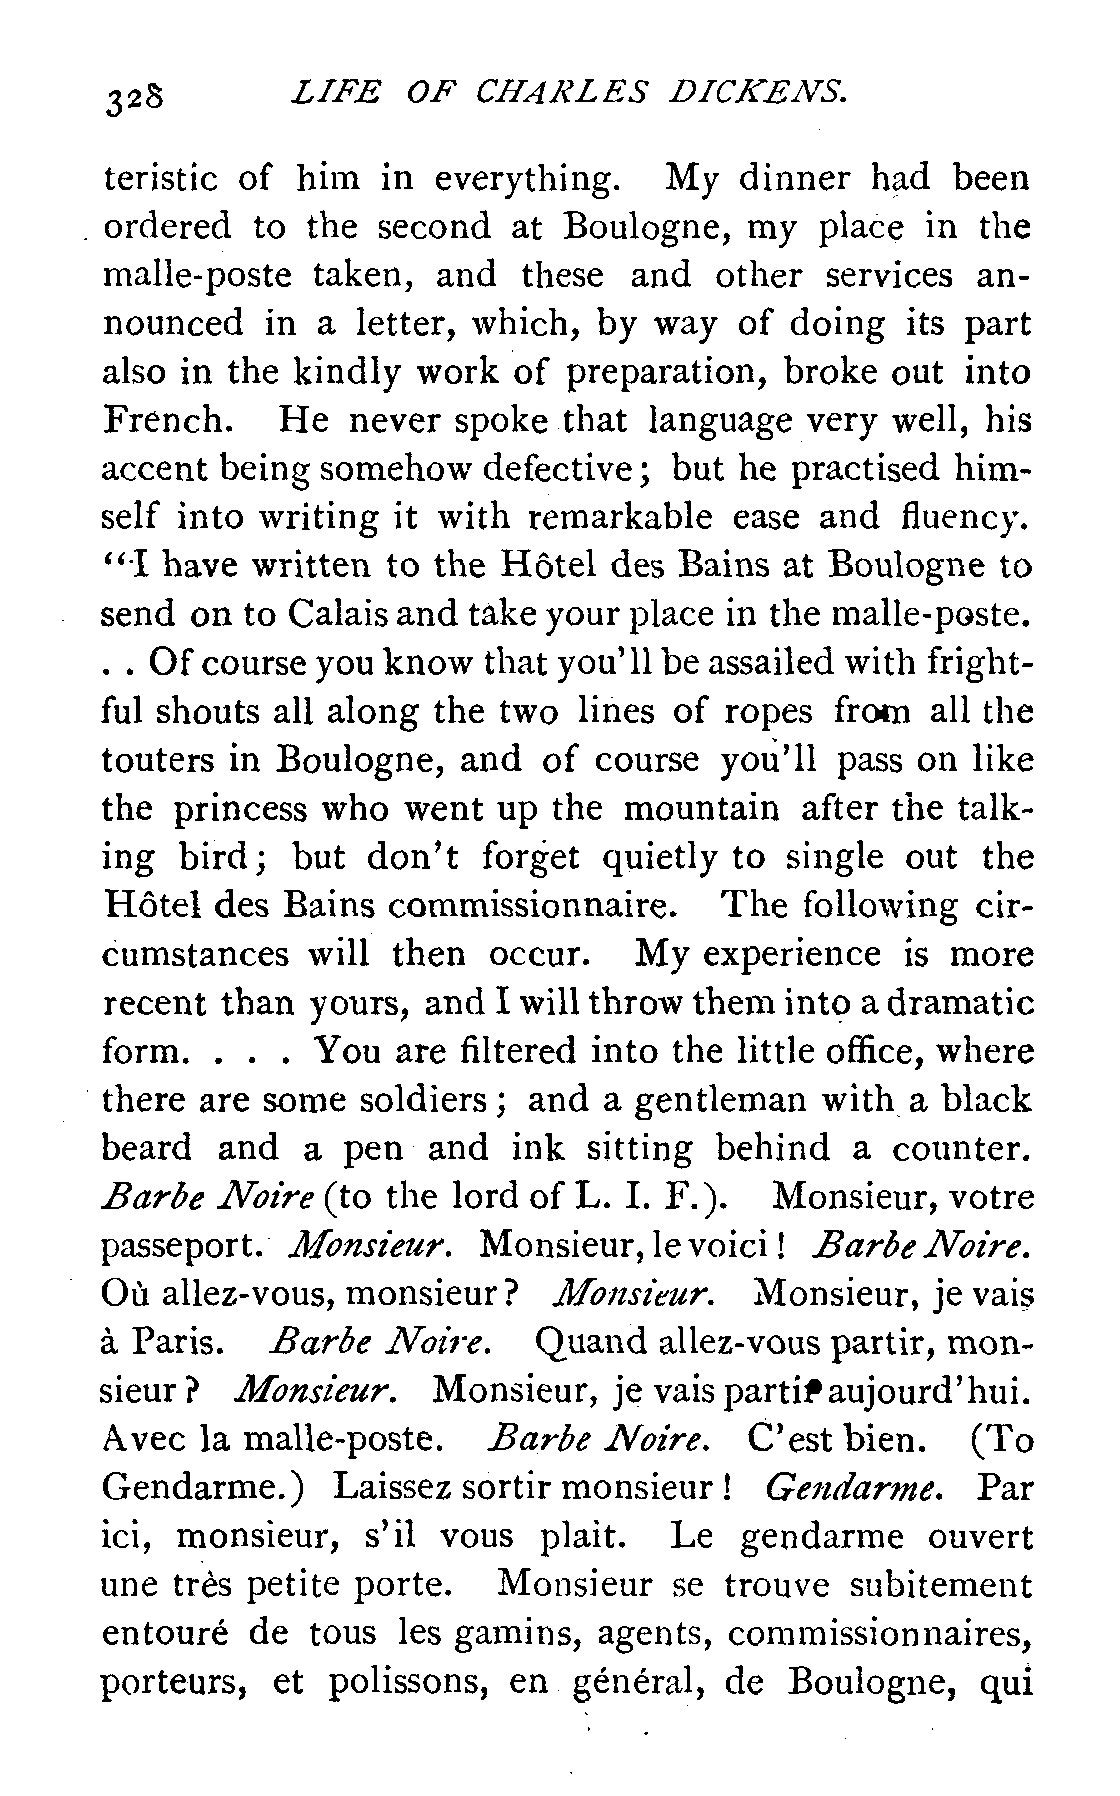 328 LIFE OF CHARLES DICKENS.
teristic of him in everything. My dinner had been
ordered to the second at Boulogne, my place in the
malle-poste taken, and these and other services an-
nounced in a letter, which, by way of doing its part
also in the kindly work of preparation, broke out into
French. He never spoke that language very well, his
accent being somehow defective; but he practised him-
self into writing it with remarkable ease and fluency.
“I have written to the Hôtel des Bains at Boulogne to
send on to Calais and take your place in the malle-poste.
. . Of course you know that you'll be assailed with fright-
ful shouts all along the two lines of ropes from all the
touters in Boulogne, and of course you'll pass on like
the princess who went up the mountain after the talk-
ing bird; but don't forget quietly to single out the
Hôtel des Bains commissionnaire. The following cir-
cumstances will then occur. My experience is more
recent than yours, and I will throw them into a dramatic
form. . . . You are filtered into the little office, where
there are some soldiers; and a gentleman with a black
beard and a pen and ink sitting behind a counter.
Barbe Noire (to the lord of L. I. F.). Monsieur, votre
passeport. Monsieur. Monsieur, le voici! Barbe Noire.
Où allez-vous, monsieur? Monsieur. Monsieur, je vais
à Paris. Barbe Noire. Quand allez-vous partir, mon-
sieur? Monsieur. Monsieur, je vais partir aujourd'hui.
Avec la malle-poste. Barbe Noire. C'est bien. (To
Gendarme.) Laissez sortir monsieur! Gendarme. Par
ici, monsieur, s'il vous plait. Le gendarme ouvert
une très petite porte. Monsieur se trouve subitement
entouré de tous les gamins, agents, commissionnaires,
porteurs, et polissons, en général, de Boulogne, qui